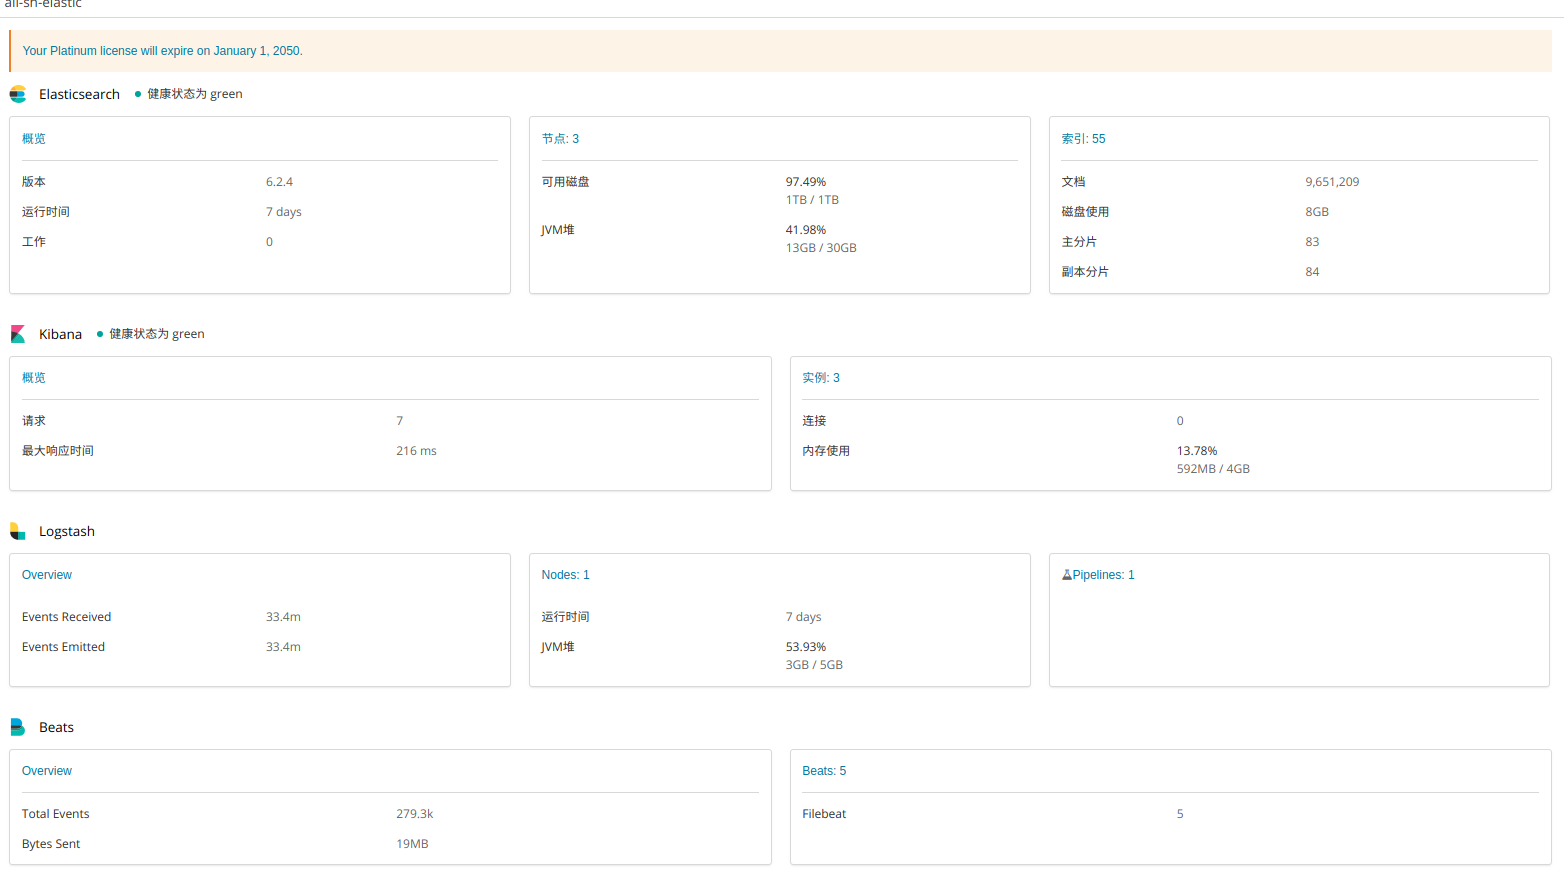 ali-sh-elastic
Your Platinum license will expire on January 1, 2050.
Elasticsearch 健康状态为 green
概览
版本 6.2.4
运行时间 7 days
工作 0
节点: 3
可用磁盘 97.49%
1TB / 1TB
JVM堆 41.98%
13GB / 30GB
索引: 55
文档 9,651,209
磁盘使用 8GB
主分片 83
副本分片 84
Kibana 健康状态为 green
概览
请求 7
最大响应时间 216 ms
实例: 3
连接 0
内存使用 13.78%
592MB / 4GB
Logstash
Overview
Events Received 33.4m
Events Emitted 33.4m
Nodes: 1
运行时间 7 days
JVM堆 53.93%
3GB / 5GB
Pipelines: 1
Beats
Overview
Total Events 279.3k
Bytes Sent 19MB
Beats: 5
Filebeat 5